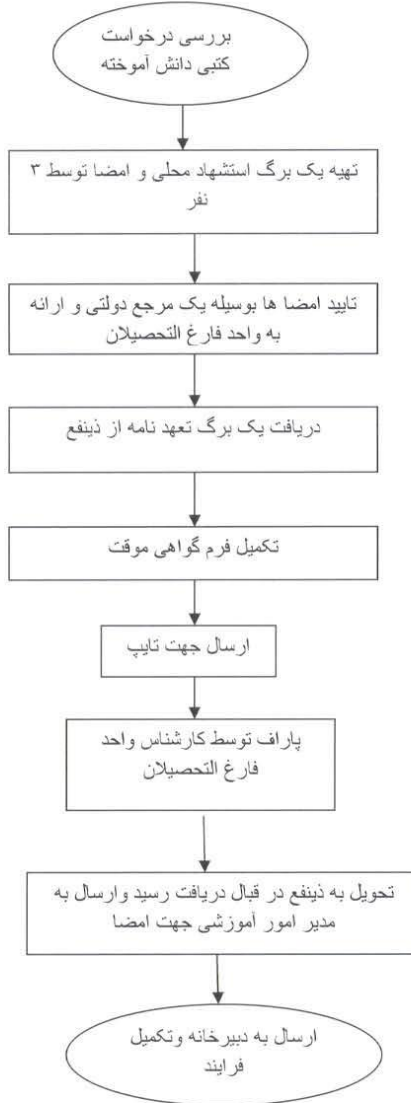 بررسی درخواست
کتبی دانش آموخته
تهیه یک برگ استشهاد محلی و امضا توسط ۳
نفر
تایید امضا ها بوسیله یک مرجع دولتی و ارائه
به واحد فارغ التحصیلان
دریافت یک برگ تعهد نامه از ذینفع
تکمیل فرم گواهی موقت
ارسال جهت تایپ
پاراف توسط کارشناس واحد
فارغ التحصیلان
تحویل به ذینفع در قبال دریافت رسید وارسال به
مدیر امور آموزشی جهت امضا
ارسال به دبیرخانه وتکمیل
فرایند